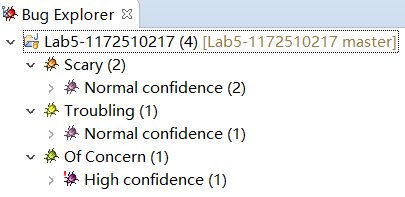 Bug Explorer
Lab5-1172510217 (4) [Lab5-1172510217 master]
Scary (2)
Normal confidence (2)
Troubling (1)
Normal confidence (1)
Of Concern (1)
High confidence (1)